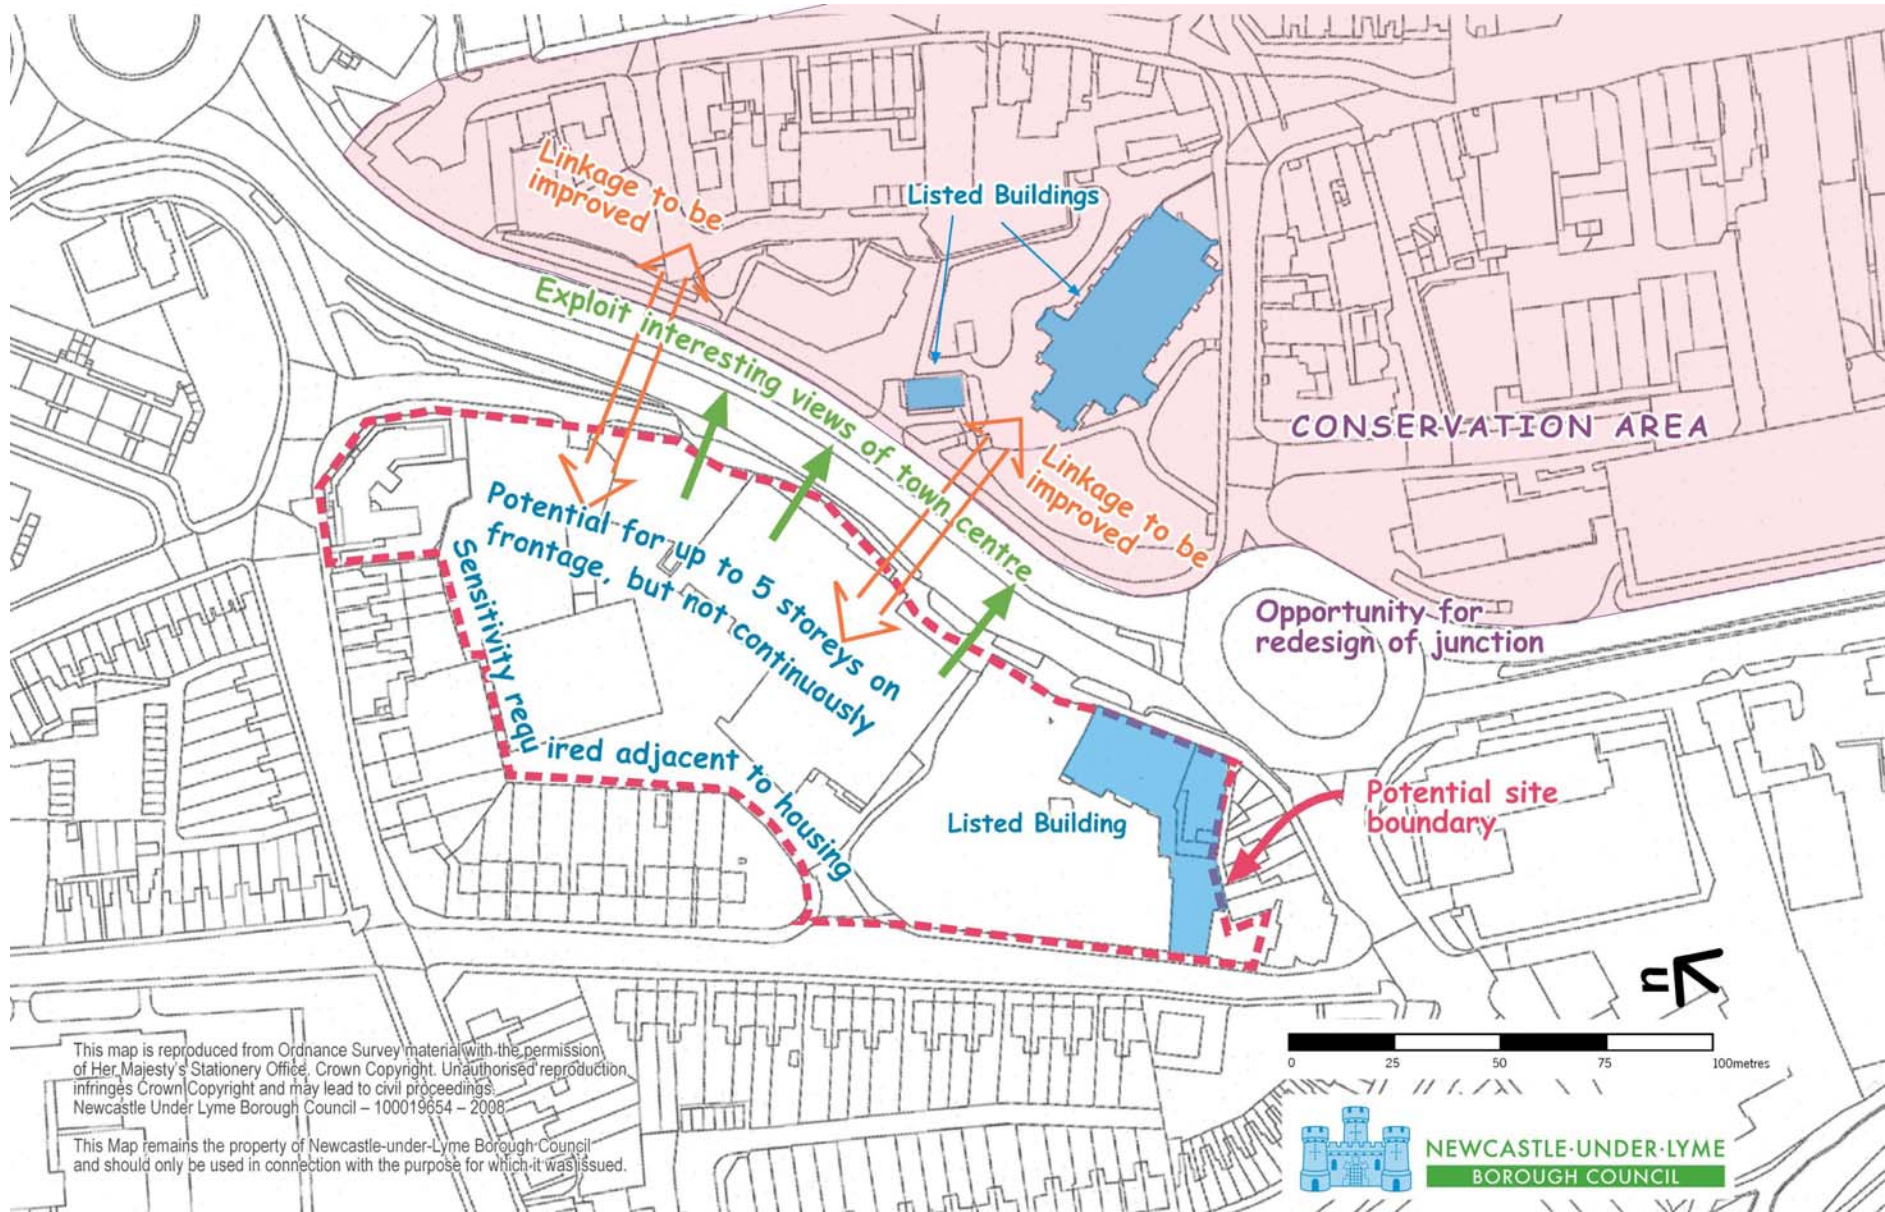 Linkage to be
improved
Listed Buildings
Exploit interesting views of town centre
CONSERVATION AREA
Linkage to be
improved
Potential for up to 5 storeys on
frontage, but not continuously
Opportunity for
redesign of junction
Sensitivity requ ired adjacent to housing
Potential site
boundary
Listed Building
n
0 25 50 75 100metres
This map is reproduced from Ordnance Survey material with the permission
of Her Majesty's Stationery Office. Crown Copyright. Unauthorised reproduction
infringes Crown Copyright and may lead to civil proceedings.
Newcastle Under Lyme Borough Council – 100019654 – 2008
This Map remains the property of Newcastle-under-Lyme Borough Council
and should only be used in connection with the purpose for which it was issued.
NEWCASTLE·UNDER·LYME
BOROUGH COUNCIL